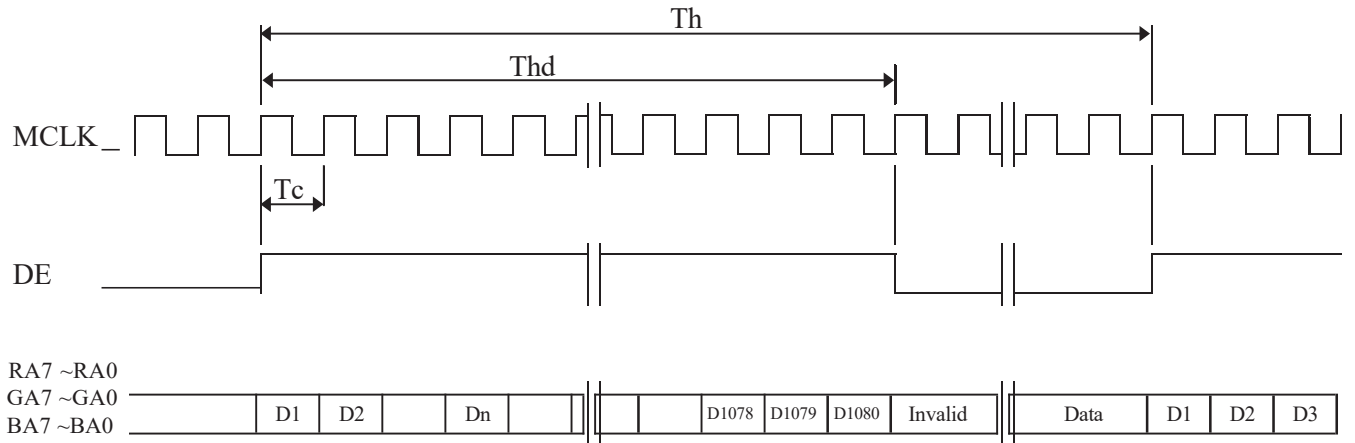 Th
Thd
MCLK
Tc
DE
RA7 ~RA0
GA7 ~GA0
BA7 ~BA0
D1 D2 Dn D1078 D1079 D1080 Invalid Data D1 D2 D3